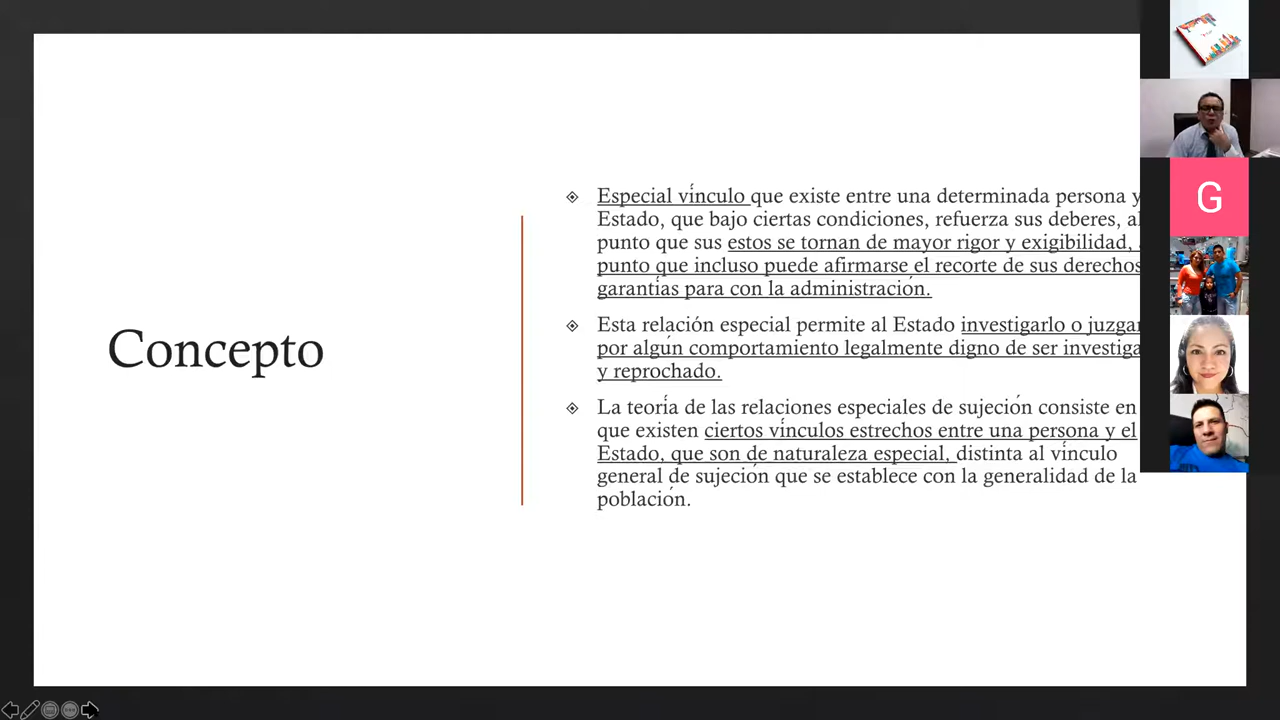 Concepto
Especial vínculo que existe entre una determinada persona y
Estado, que bajo ciertas condiciones, refuerza sus deberes, al
punto que sus estos se tornan de mayor rigor y exigibilidad,
punto que incluso puede afirmarse el recorte de sus derechos
garantías para con la administración.
Esta relación especial permite al Estado investigarlo o
por algún comportamiento legalmente digno de ser
y reprochado.
La teoría de las relaciones especiales de sujeción consiste en
que existen ciertos vínculos estrechos entre una persona y el
Estado, que son de naturaleza especial, distinta al vínculo
general de sujeción que se establece con la generalidad de la
población.
G